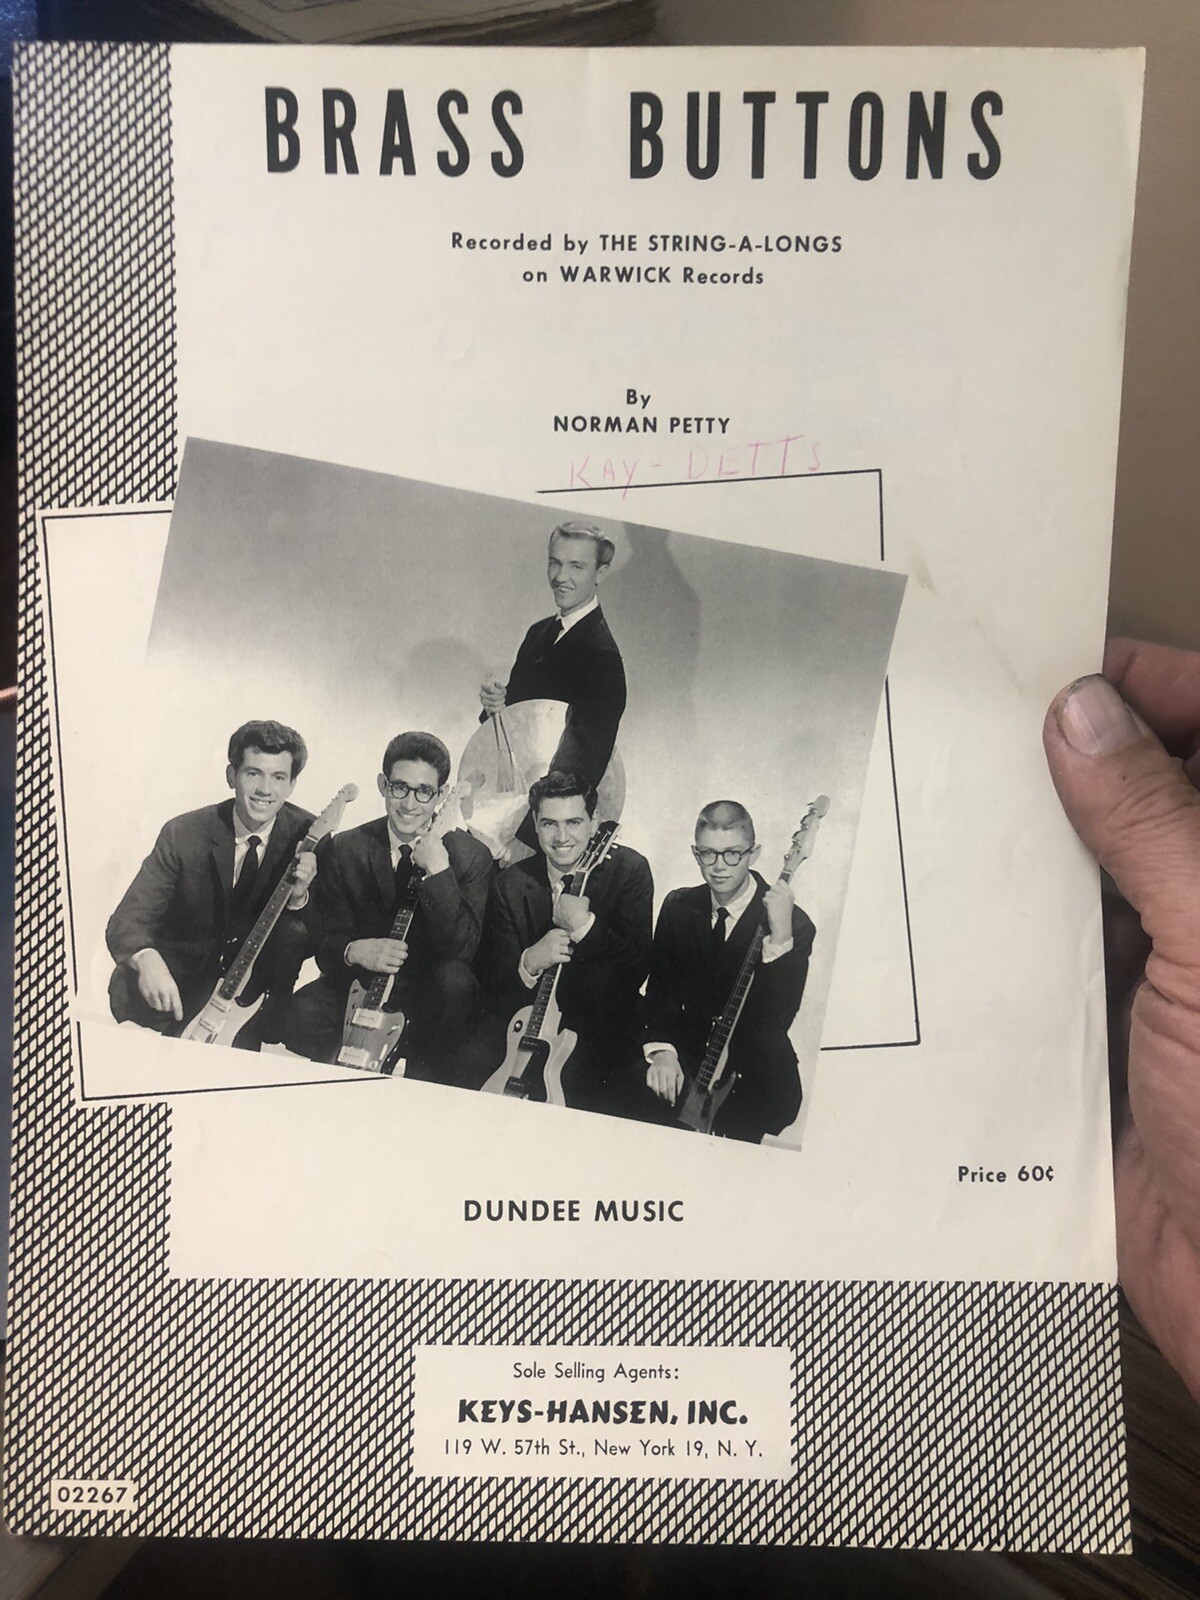 BRASS BUTTONS
Recorded by THE STRING-A-LONGS
on WARWICK Records
By
NORMAN PETTY
KAY-DETTS
Price 60¢
DUNDEE MUSIC
Sole Selling Agents:
KEYS-HANSEN, INC.
119 W. 57th St., New York 19, N. Y.
02267